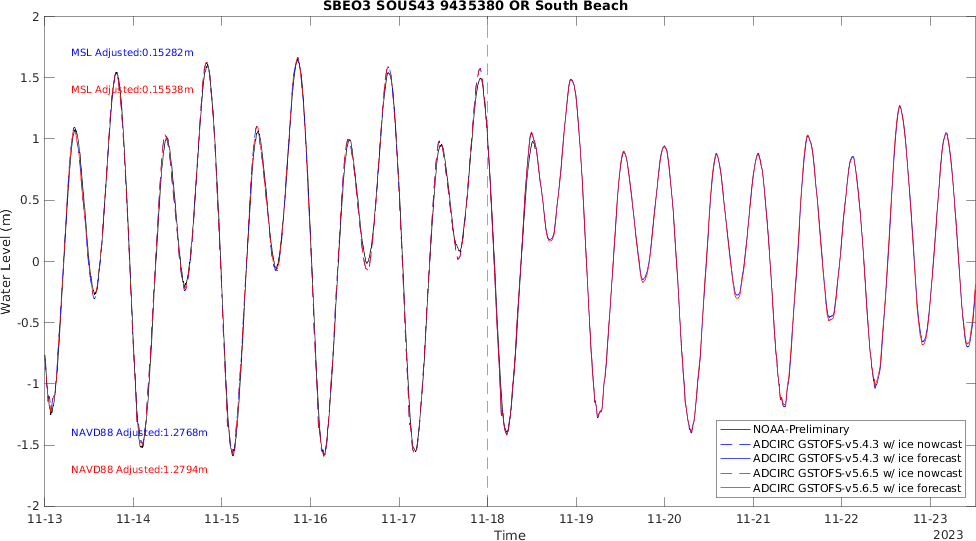 SBEO3 SOUS43 9435380 OR South Beach
MSL Adjusted:0.15282m
MSL Adjusted:0.15538m
NAVD88 Adjusted:1.2768m
NAVD88 Adjusted:1.2794m
Water Level (m)
2
1.5
1
0.5
0
-0.5
-1
-1.5
-2
NOAA-Preliminary
ADCIRC GSTOFS-v5.4.3 w/ ice nowcast
ADCIRC GSTOFS-v5.4.3 w/ ice forecast
ADCIRC GSTOFS-v5.6.5 w/ ice nowcast
ADCIRC GSTOFS-v5.6.5 w/ ice forecast
11-13 11-14 11-15 11-16 11-17 11-18 11-19 11-20 11-21 11-22 11-23
Time
2023